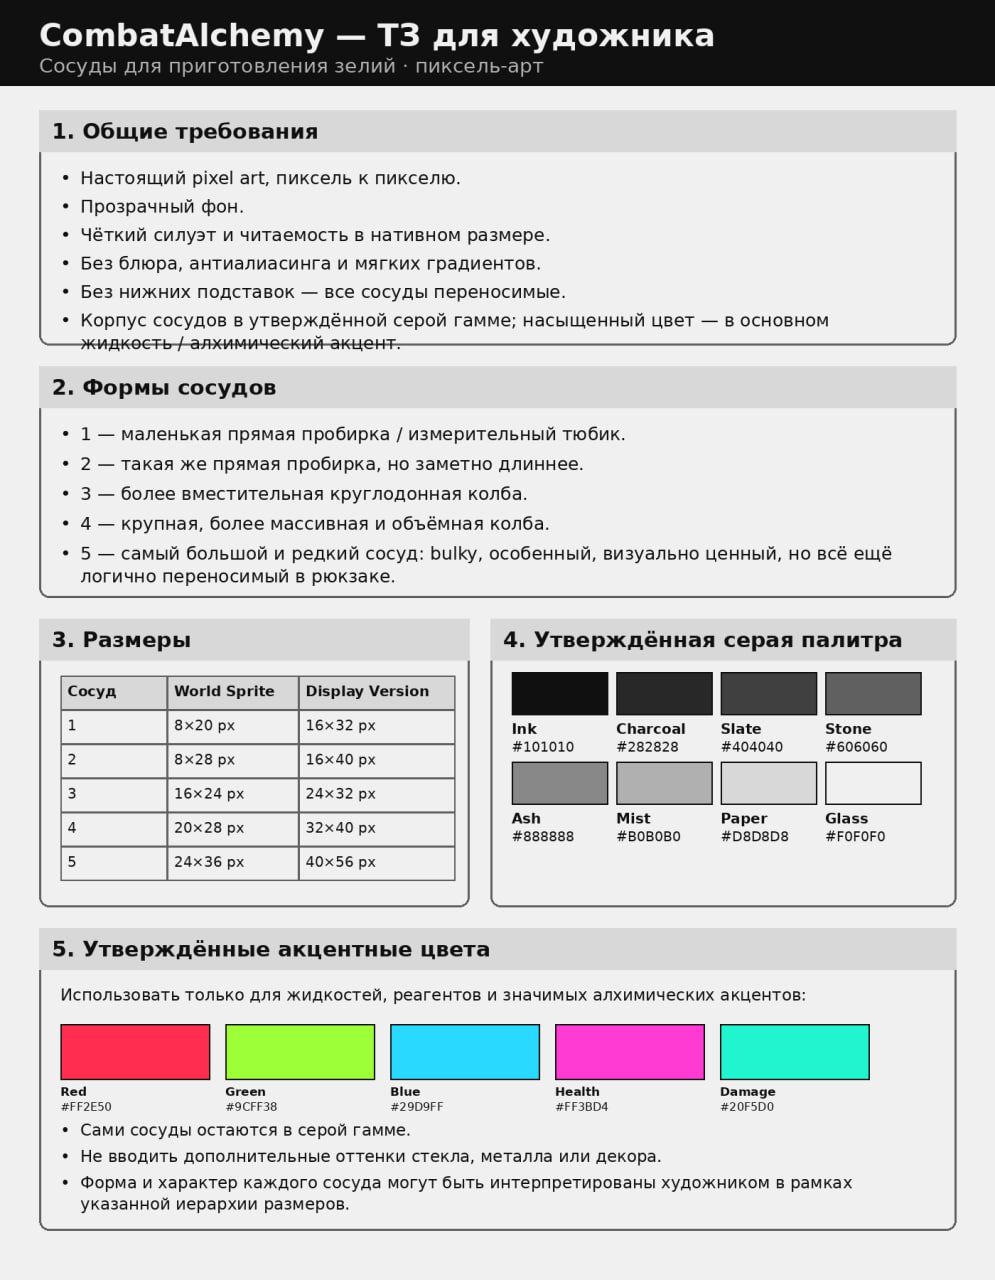 CombatAlchemy — ТЗ для художника
Сосуды для приготовления зелий · пиксель-арт
1. Общие требования
• Настоящий pixel art, пиксель к пикселю.
• Прозрачный фон.
• Чёткий силуэт и читаемость в нативном размере.
• Без блюра, антиалиасинга и мягких градиентов.
• Без нижних подставок — все сосуды переносимые.
• Корпус сосудов в утверждённой серой гамме; насыщенный цвет — в основном
жидкость / алхимический акцент.
2. Формы сосудов
• 1 — маленькая прямая пробирка / измерительный тюбик.
• 2 — такая же прямая пробирка, но заметно длиннее.
• 3 — более вместительная круглодонная колба.
• 4 — крупная, более массивная и объёмная колба.
• 5 — самый большой и редкий сосуд: bulky, особенный, визуально ценный, но всё ещё
логично переносимый в рюкзаке.
3. Размеры
Сосуд World Sprite Display Version
1 8×20 px 16×32 px
2 8×28 px 16×40 px
3 16×24 px 24×32 px
4 20×28 px 32×40 px
5 24×36 px 40×56 px
4. Утверждённая серая палитра
Ink Charcoal Slate Stone
#101010 #282828 #404040 #606060
Ash Mist Paper Glass
#888888 #B0B0B0 #D8D8D8 #F0F0F0
5. Утверждённые акцентные цвета
Использовать только для жидкостей, реагентов и значимых алхимических акцентов:
Red Green Blue Health Damage
#FF2E50 #9CFF38 #29D9FF #FF3BD4 #20F5D0
• Сами сосуды остаются в серой гамме.
• Не вводить дополнительные оттенки стекла, металла или декора.
• Форма и характер каждого сосуда могут быть интерпретированы художником в рамках
указанной иерархии размеров.